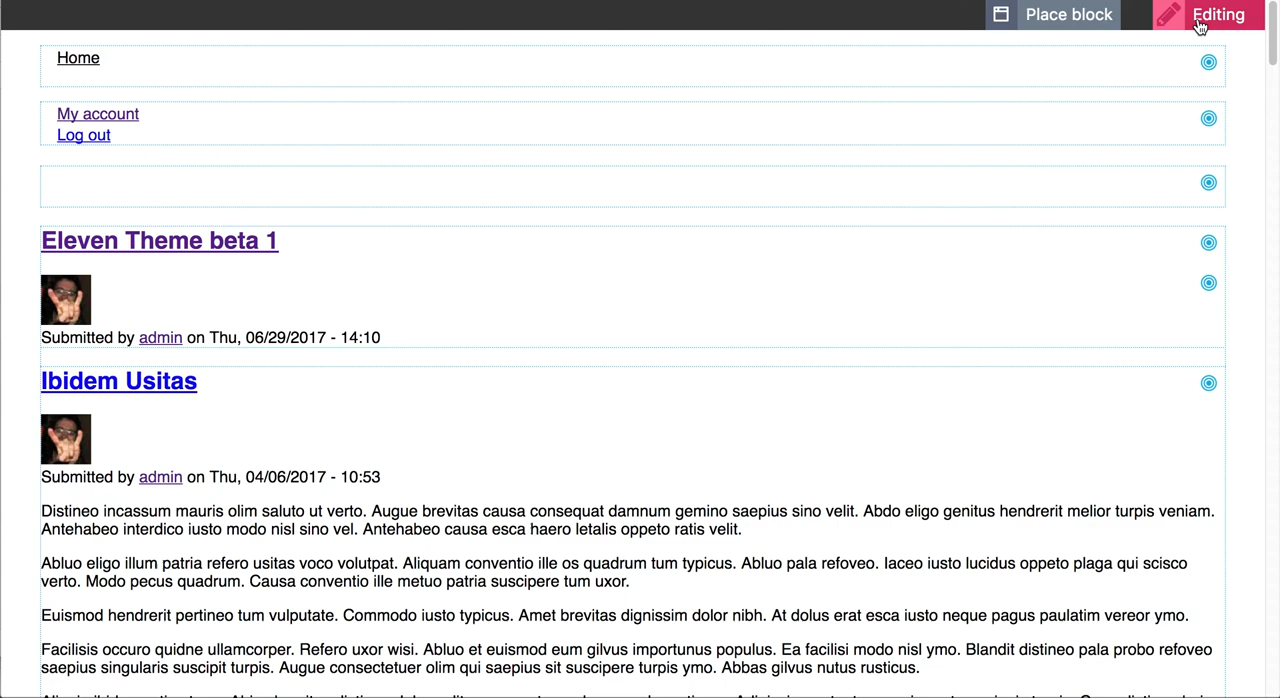 Place block
Editing
Home
My account
Log out
Eleven Theme beta 1
Submitted by admin on Thu, 06/29/2017 - 14:10
Ibidem Usitas
Submitted by admin on Thu, 04/06/2017 - 10:53
Distineo incassum mauris olim saluto ut verto. Augue brevitas causa consequat damnum gemino saepius sino velit. Abdo eligo genitus hendrerit melior turpis veniam.
Antehabeo interdico iusto modo nisl sino vel. Antehabeo causa esca haero letalis oppeto ratis velit.
Abluo eligo illum patria refero usitas voco volutpat. Aliquam conventio ille os quadrum tum typicus. Abluo pala refoveo. Iaceo iusto lucidus oppeto plaga qui scisco
verto. Modo pecus quadrum. Causa conventio ille metuo patria suscipere tum uxor.
Euismod hendrerit pertineo tum vulputate. Commodo iusto typicus. Amet brevitas dignissim dolor nibh. At dolus erat esca iusto neque pagus paulatim vereor ymo.
Facilisis occuro quidne ullamcorper. Refero uxor wisi. Abluo et euismod eum gilvus importunus populus. Ea facilisi modo nisl ymo. Blandit distineo pala probo refoveo
saepius singularis suscipit turpis. Augue consectetuer olim qui saepius sit suscipere turpis ymo. Abbas gilvus nutus rusticus.